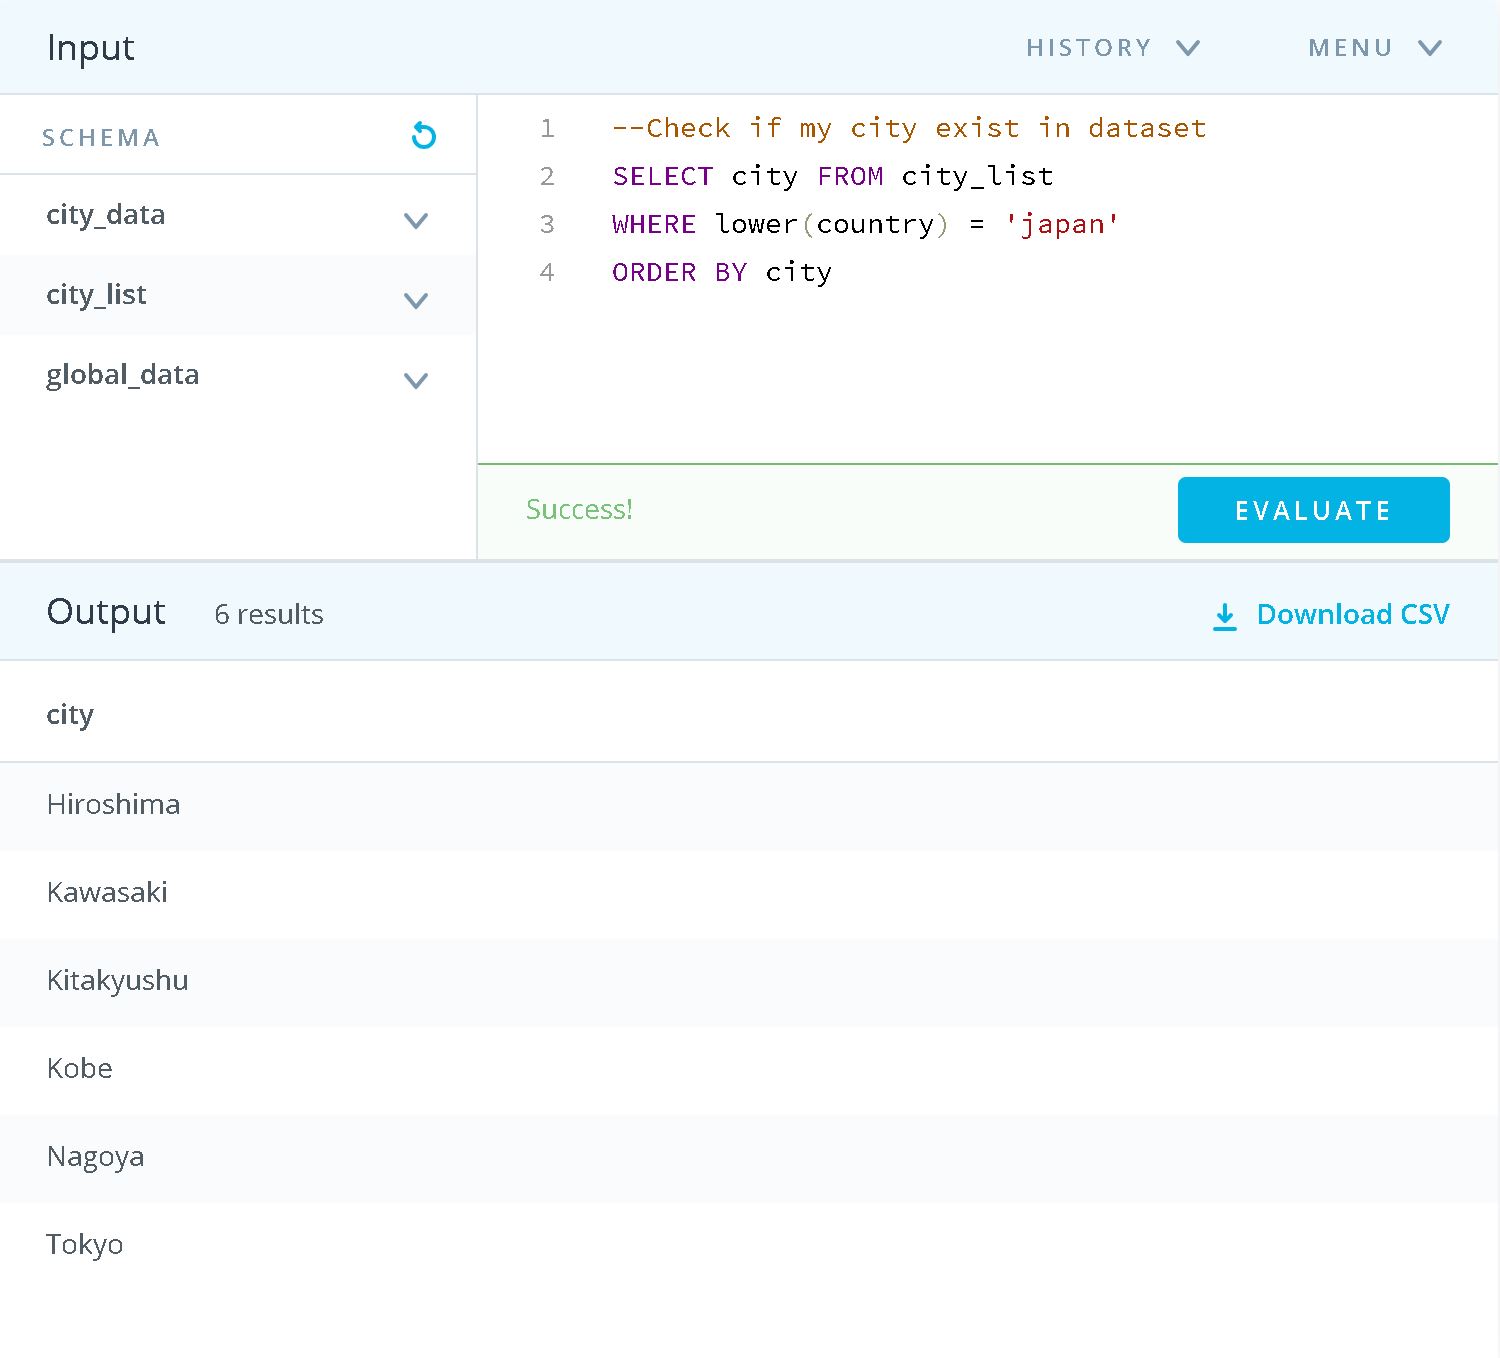 Input
HISTORY
MENU
SCHEMA
city_data
city_list
global_data
1 --Check if my city exist in dataset
2 SELECT city FROM city_list
3 WHERE lower(country) = 'japan'
4 ORDER BY city
Success!
EVALUATE
Output 6 results
Download CSV
city
Hiroshima
Kawasaki
Kitakyushu
Kobe
Nagoya
Tokyo